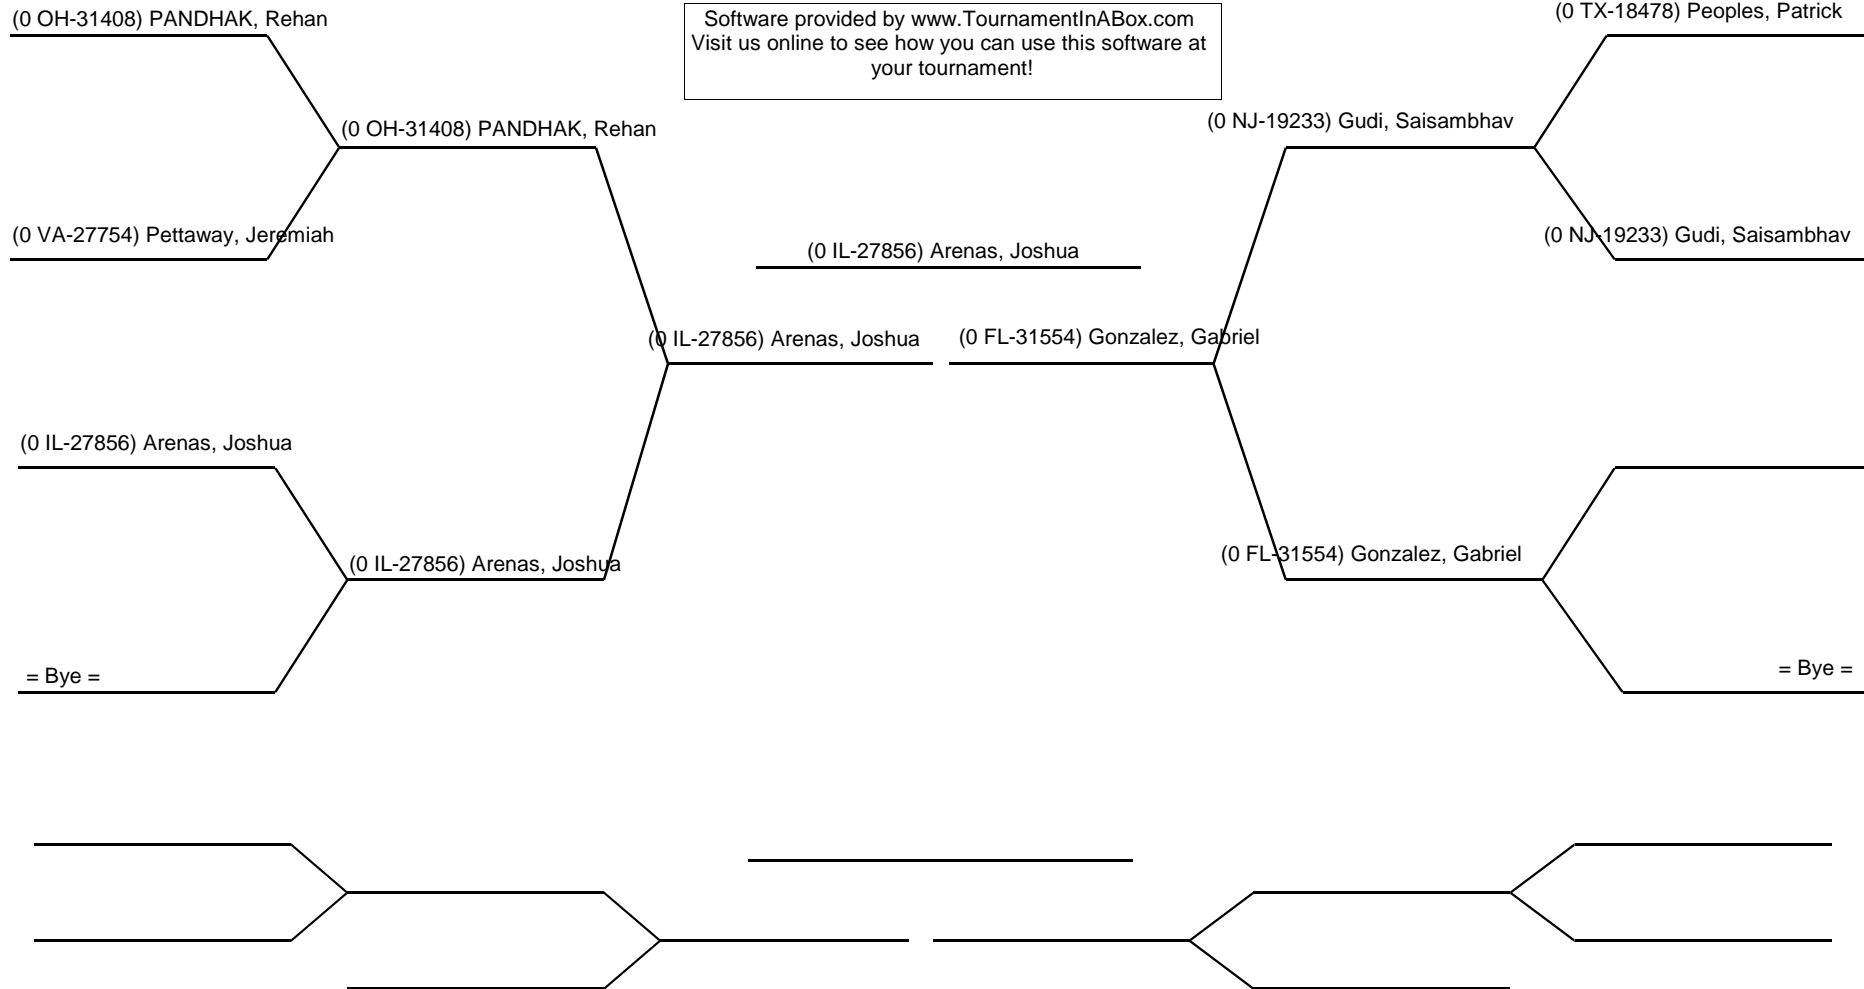 (0 OH-31408) PANDHAK, Rehan
Software provided by www.TournamentInABox.com
Visit us online to see how you can use this software at
your tournament!
(0 TX-18478) Peoples, Patrick
(0 OH-31408) PANDHAK, Rehan
(0 NJ-19233) Gudi, Saisambhav
(0 VA-27754) Pettaway, Jeremiah
(0 IL-27856) Arenas, Joshua
(0 NJ-19233) Gudi, Saisambhav
(0 IL-27856) Arenas, Joshua
(0 FL-31554) Gonzalez, Gabriel
(0 IL-27856) Arenas, Joshua
(0 IL-27856) Arenas, Joshua
(0 FL-31554) Gonzalez, Gabriel
= Bye =
= Bye =